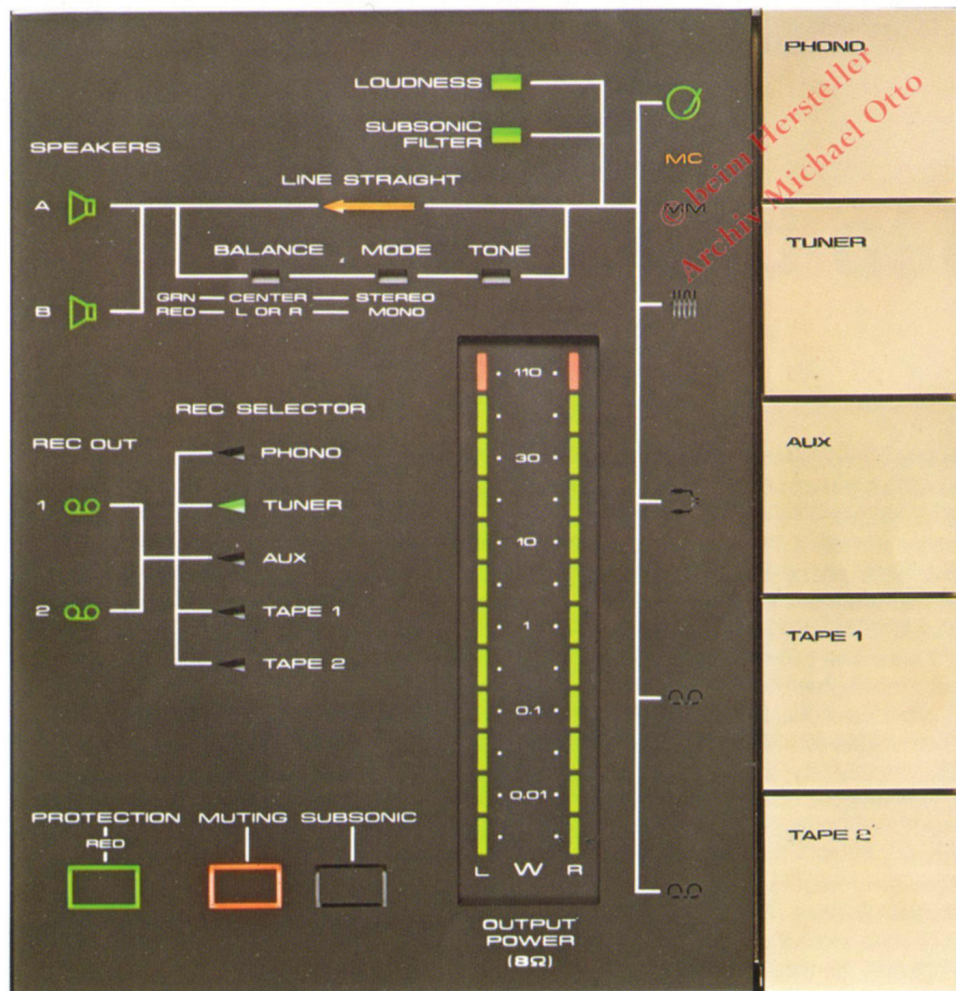 LOUDNESS
SUBSONIC
FILTER
SPEAKERS
LINE STRAIGHT
A
BALANCE MODE TONE
B
GRN — CENTER — STEREO
RED — L OR R — MONO
MC
MM
REC SELECTOR
REC OUT
PHONO
1
TUNER
AUX
2
TAPE 1
TAPE 2
110
30
10
1
0.1
0.01
L W R
OUTPUT
POWER
(8Ω)
PROTECTION MUTING SUBSONIC
RED
PHONO
TUNER
AUX
TAPE 1
TAPE 2
© beim Hersteller
Archiv Michael Otto